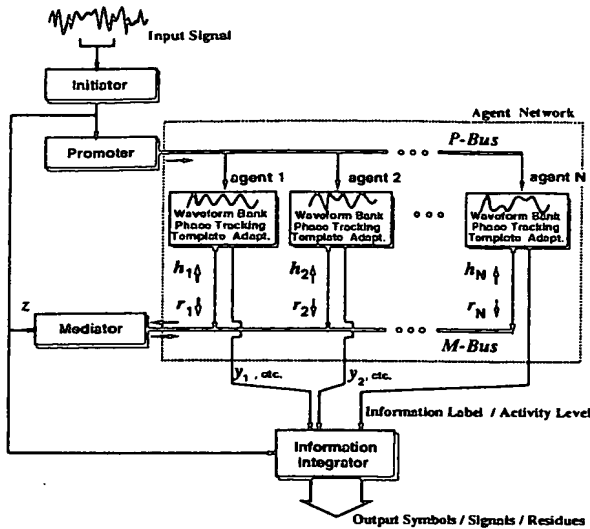 Input Signal
Initiator
Agent Network
Promoter
P-Bus
agent 1
agent 2
agent N
Waveform Bank
Phase Tracking
Template Adapt.
Waveform Bank
Phase Tracking
Template Adapt.
Waveform Bank
Phase Tracking
Template Adapt.
h1
h2
hN
z
r1
r2
rN
Mediator
M-Bus
y1, etc.
y2, etc.
Information Label / Activity Level
Information
Integrator
Output Symbols / Signals / Residues